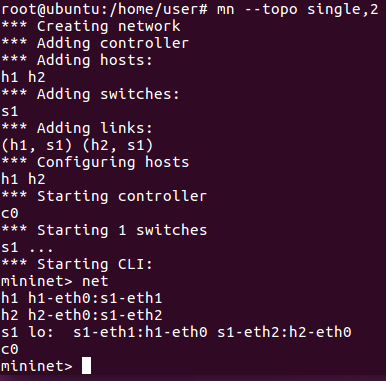 root@ubuntu:/home/user# mn --topo single,2
*** Creating network
*** Adding controller
*** Adding hosts:
h1 h2
*** Adding switches:
s1
*** Adding links:
(h1, s1) (h2, s1)
*** Configuring hosts
h1 h2
*** Starting controller
c0
*** Starting 1 switches
s1 ...
*** Starting CLI:
mininet> net
h1 h1-eth0:s1-eth1
h2 h2-eth0:s1-eth2
s1 lo:  s1-eth1:h1-eth0 s1-eth2:h2-eth0
c0
mininet>